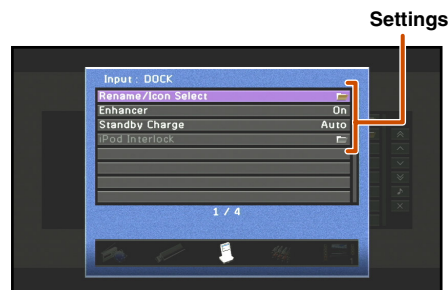 Settings
Input : DOCK
Rename/Icon Select
Enhancer On
Standby Charge Auto
iPod Interlock
1 / 4